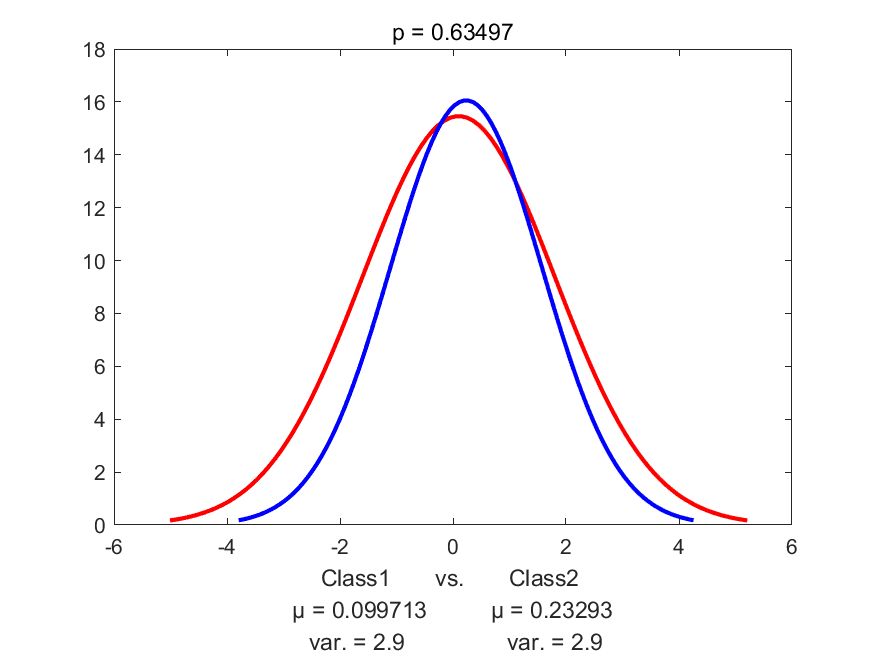 p = 0.63497
18
16
14
12
10
8
6
4
2
0
-6 -4 -2 0 2 4 6
Class1 vs. Class2
μ = 0.099713 μ = 0.23293
var. = 2.9 var. = 2.9